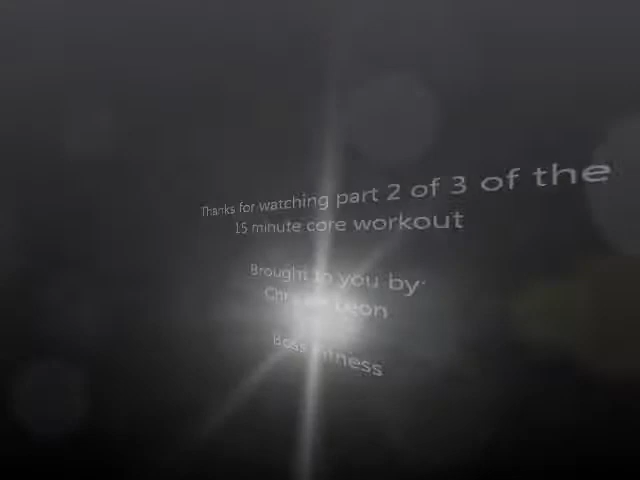 Thanks for watching part 2 of 3 of the
15 minute core workout
Brought to you by:
Boss